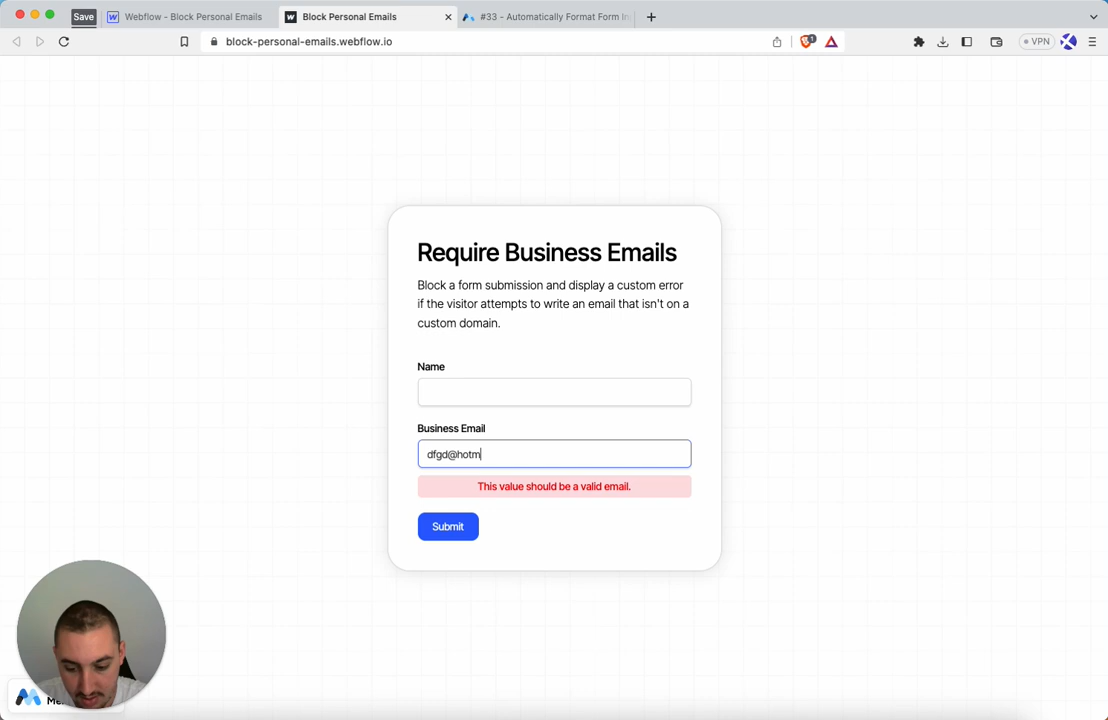 Save
Webflow - Block Personal Emails
Block Personal Emails
#33 - Automatically Format Form In
block-personal-emails.webflow.io
1
VPN
Require Business Emails
Block a form submission and display a custom error
if the visitor attempts to write an email that isn't on a
custom domain.
Name
Business Email
dfgd@hotm
This value should be a valid email.
Submit